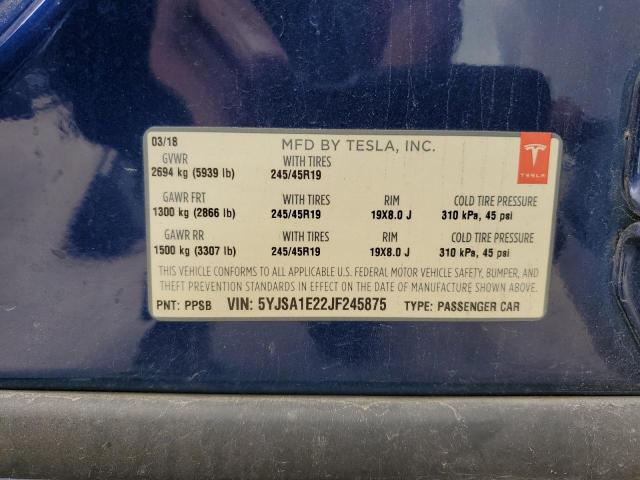 03/18 MFD BY TESLA, INC.
GVWR WITH TIRES
2694 kg (5939 lb) 245/45R19
TESLA
GAWR FRT WITH TIRES RIM COLD TIRE PRESSURE
1300 kg (2866 lb) 245/45R19 19X8.0 J 310 kPa, 45 psi
GAWR RR WITH TIRES RIM COLD TIRE PRESSURE
1500 kg (3307 lb) 245/45R19 19X8.0 J 310 kPa, 45 psi
THIS VEHICLE CONFORMS TO ALL APPLICABLE U.S. FEDERAL MOTOR VEHICLE SAFETY, BUMPER, AND
THEFT PREVENTION STANDARDS IN EFFECT ON THE DATE OF MANUFACTURE SHOWN ABOVE.
PNT: PPSB VIN: 5YJSA1E22JF245875 TYPE: PASSENGER CAR